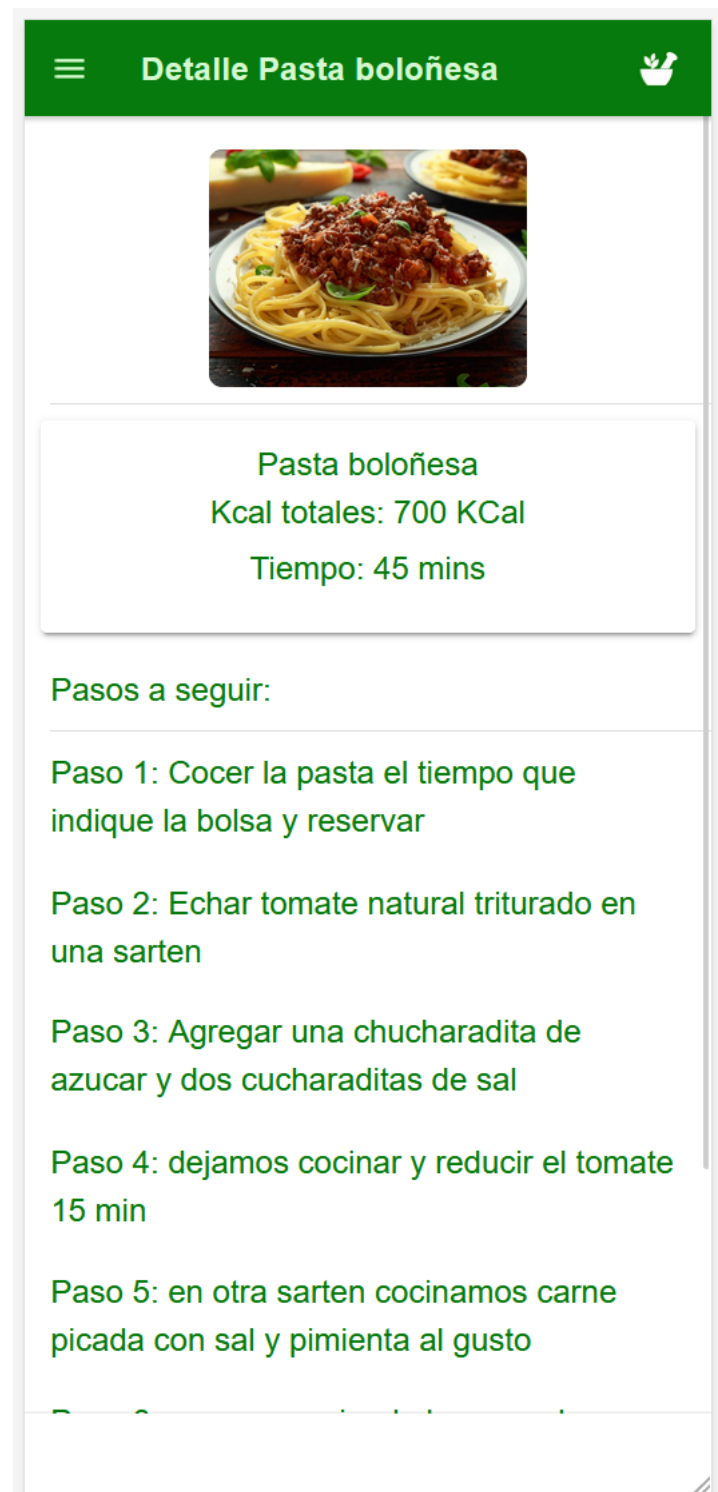 Detalle Pasta boloñesa
Pasta boloñesa
Kcal totales: 700 KCal
Tiempo: 45 mins
Pasos a seguir:
Paso 1: Cocer la pasta el tiempo que
indique la bolsa y reservar
Paso 2: Echar tomate natural triturado en
una sarten
Paso 3: Agregar una chucharadita de
azucar y dos cucharaditas de sal
Paso 4: dejamos cocinar y reducir el tomate
15 min
Paso 5: en otra sarten cocinamos carne
picada con sal y pimienta al gusto